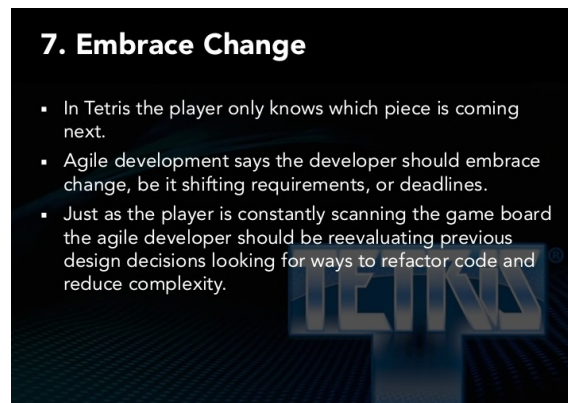 7. Embrace Change
▪ In Tetris the player only knows which piece is coming
next.
▪ Agile development says the developer should embrace
change, be it shifting requirements, or deadlines.
▪ Just as the player is constantly scanning the game board
the agile developer should be reevaluating previous
design decisions looking for ways to refactor code and
reduce complexity.
TETRIS®